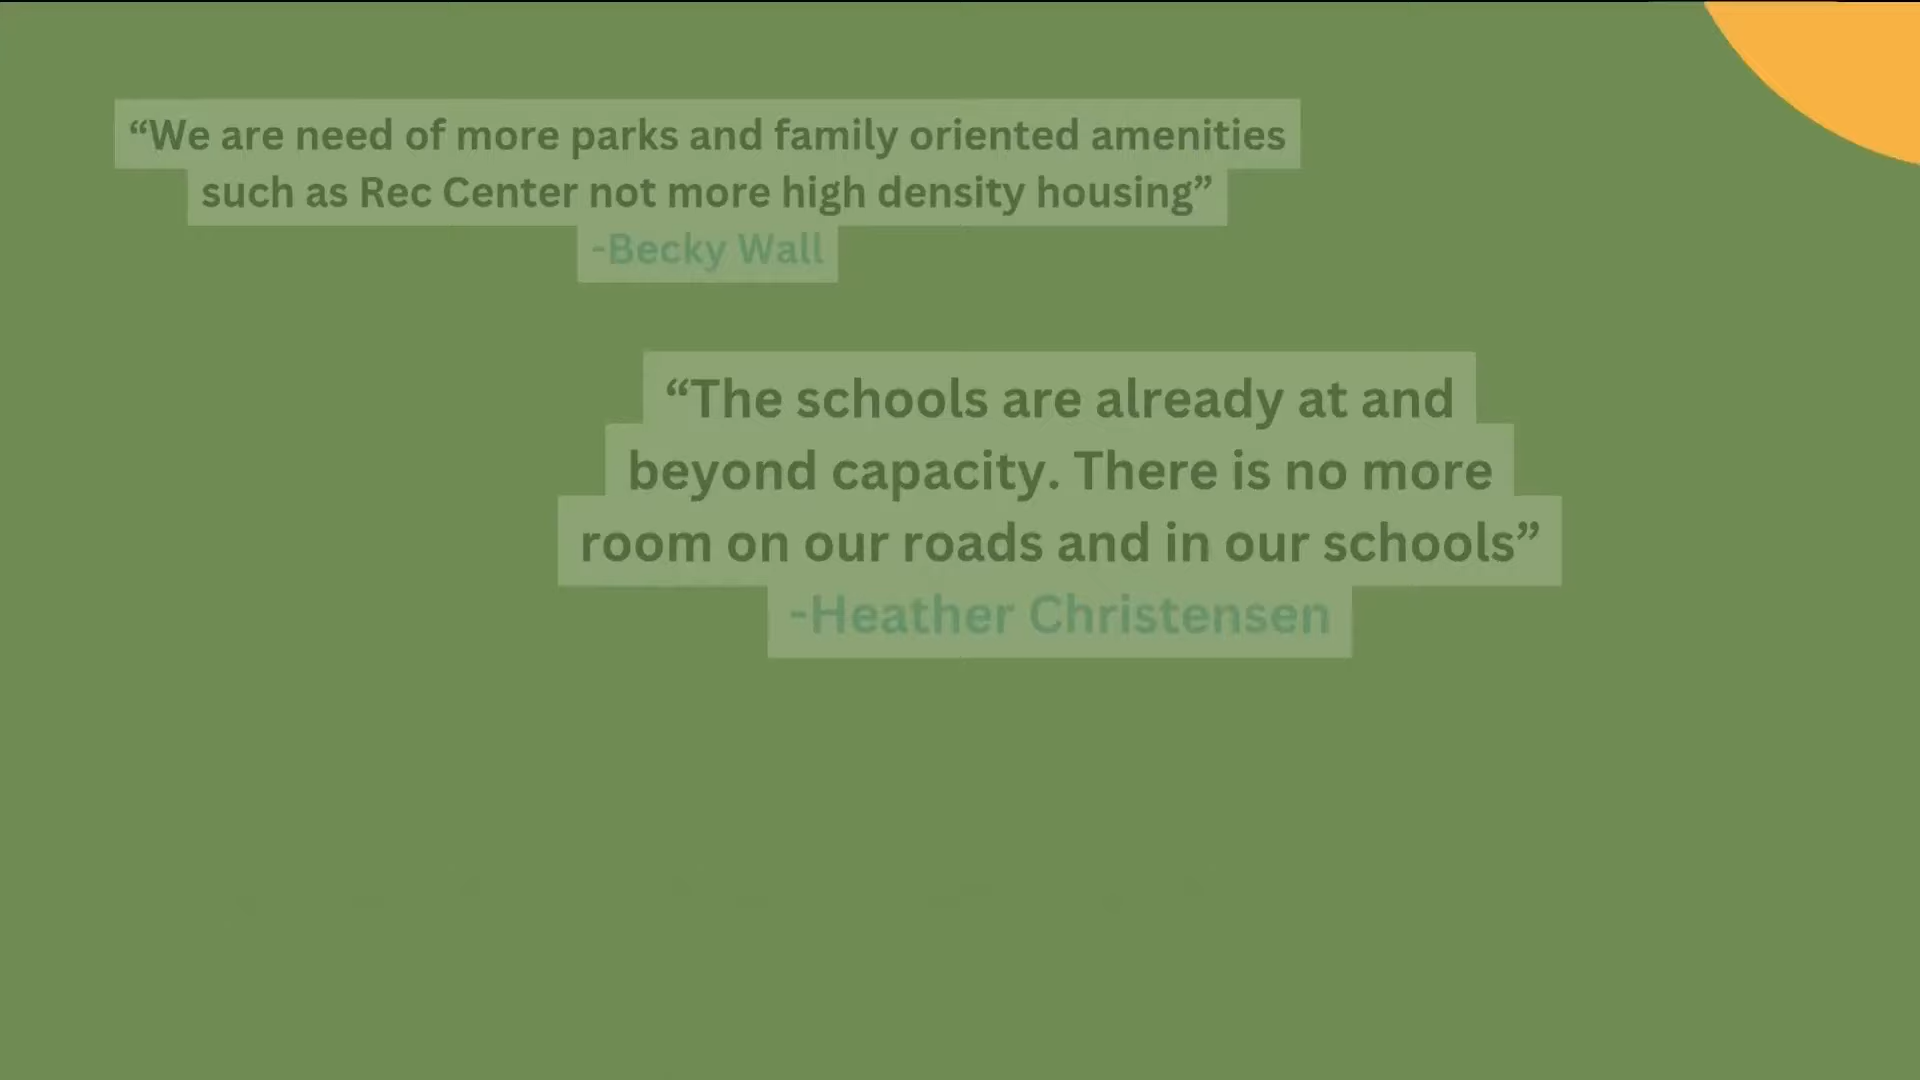 “We are need of more parks and family oriented amenities
such as Rec Center not more high density housing”
-Becky Wall
“The schools are already at and
beyond capacity. There is no more
room on our roads and in our schools”
-Heather Christensen